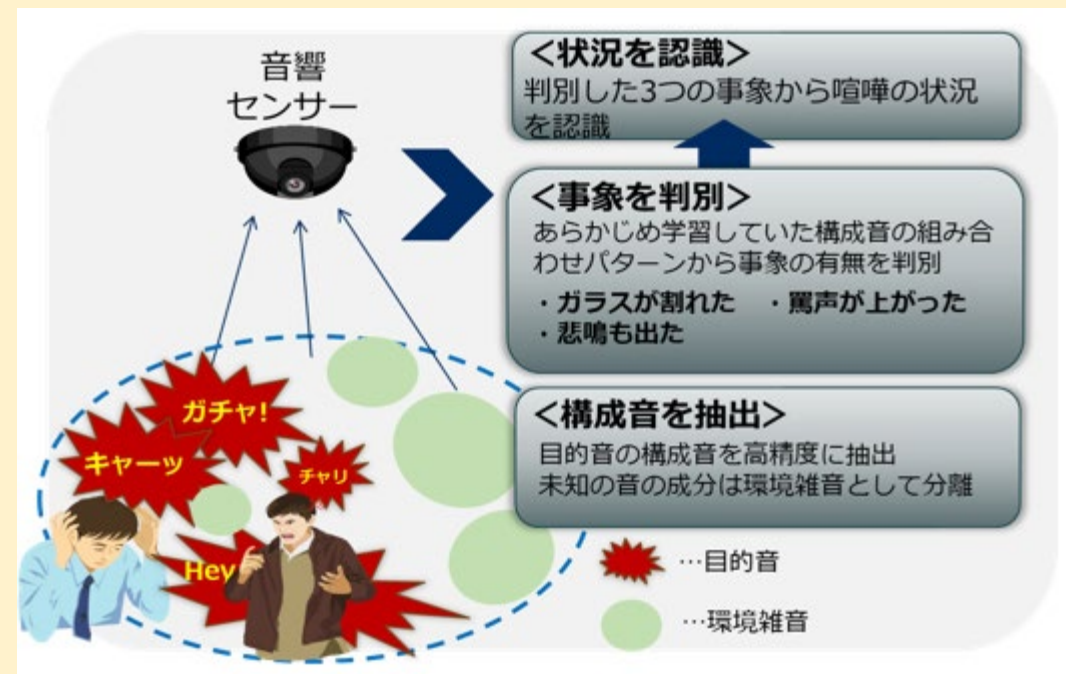 音響
センサー
<状況を認識>
判別した3つの事象から喧嘩の状況
を認識
<事象を判別>
あらかじめ学習していた構成音の組み合
わせパターンから事象の有無を判別
・ガラスが割れた ・罵声が上がった
・悲鳴も出た
<構成音を抽出>
目的音の構成音を高精度に抽出
未知の音の成分は環境雑音として分離
ガチャ!
キャーッ
チャリ
Hey
…目的音
…環境雑音